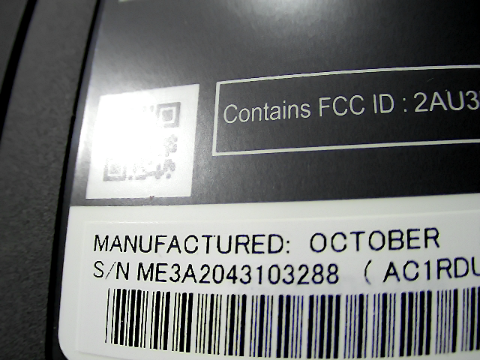 Contains FCC ID : 2AU3
MANUFACTURED: OCTOBER
S/N ME3A2043103288 ( AC1RDU